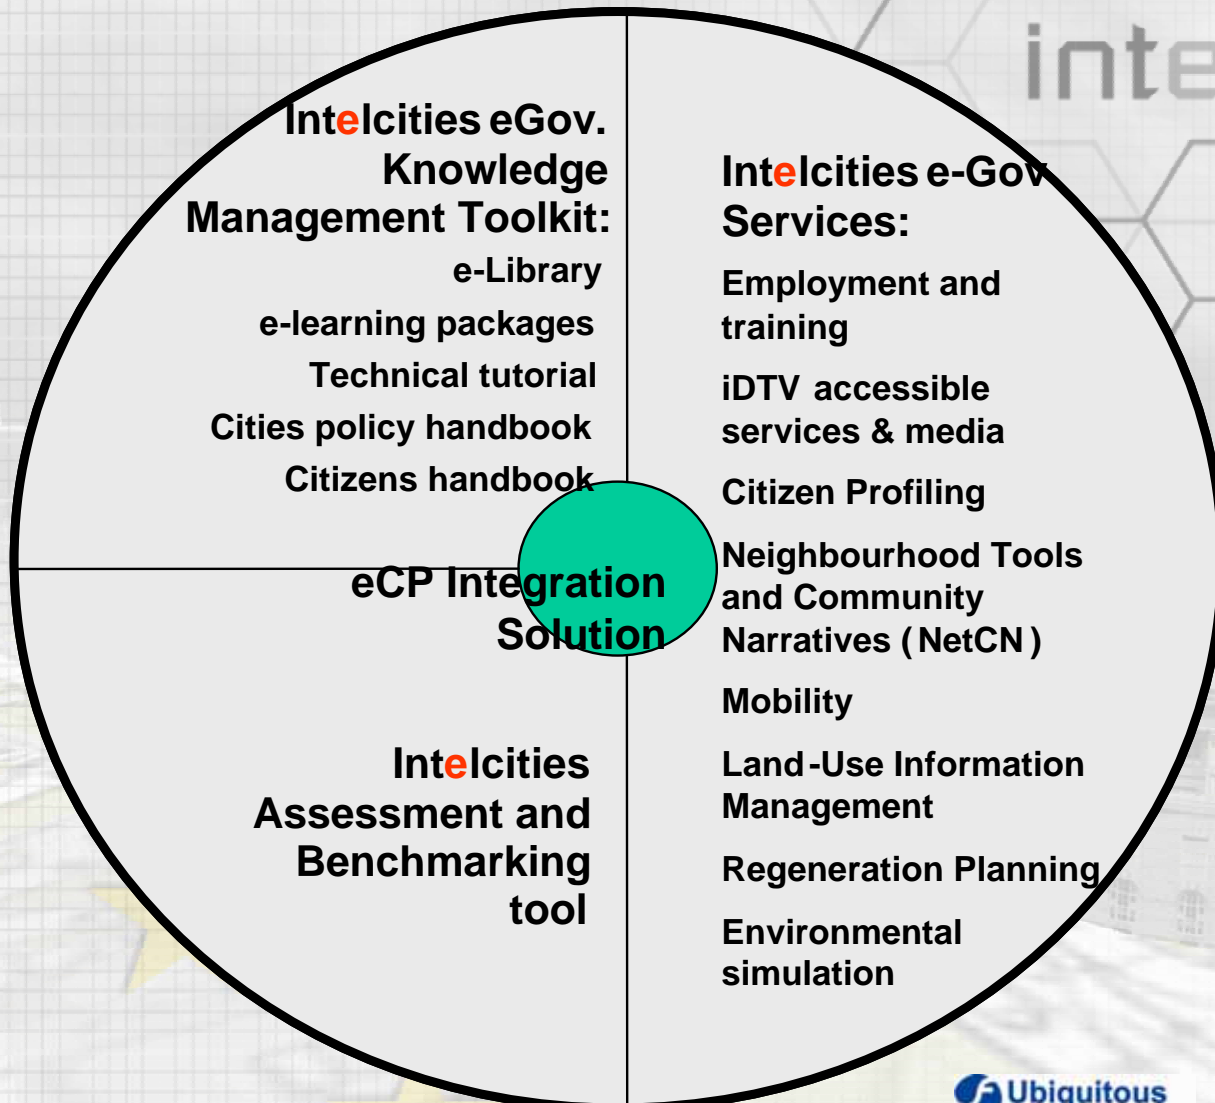 inte
Intelcities eGov.
Knowledge
Management Toolkit:
e-Library
e-learning packages
Technical tutorial
Cities policy handbook
Citizens handbook
Intelcities e-Gov
Services:
Employment and
training
iDTV accessible
services & media
Citizen Profiling
Neighbourhood Tools
and Community
Narratives (NetCN)
Mobility
Land-Use Information
Management
Regeneration Planning
Environmental
simulation
eCP Integration
Solution
Intelcities
Assessment and
Benchmarking
tool
Ubiquitous